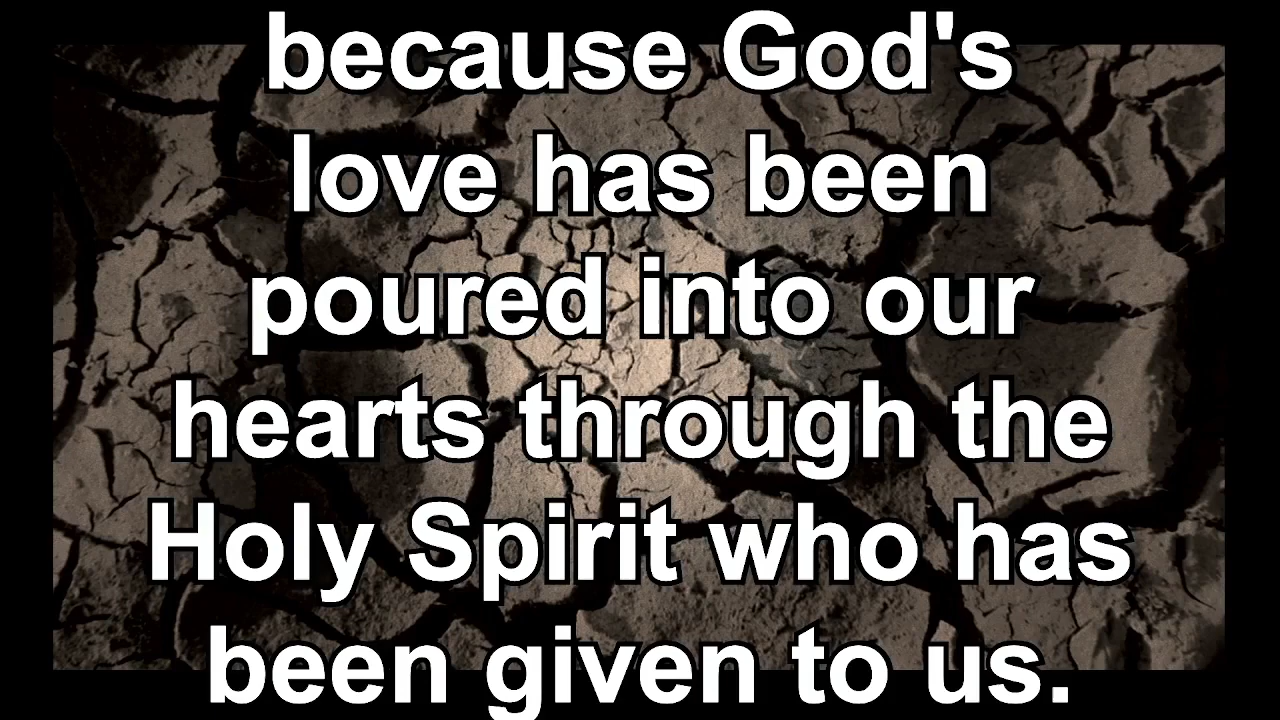 because God's
love has been
poured into our
hearts through the
Holy Spirit who has
been given to us.